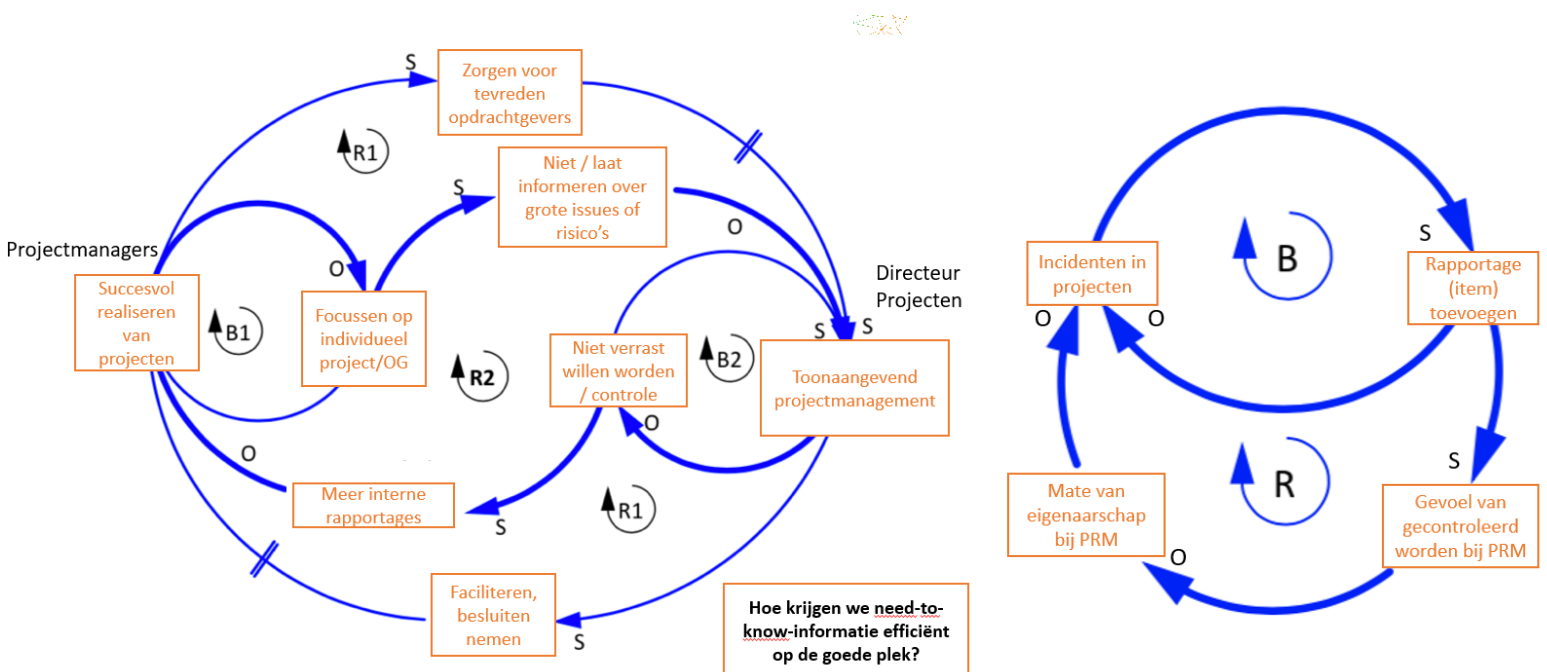 S
Zorgen voor
tevreden
opdrachtgevers
R1
Niet / laat
informeren over
grote issues of
risico's
S
O
Projectmanagers
Succesvol
realiseren
van
projecten
B1
O
Focussen op
individueel
project/OG
R2
Niet verrast
willen worden
/ controle
B2
S
S
Directeur
Projecten
Toonaangevend
projectmanagement
O
O
Meer interne
rapportages
S
R1
Faciliteren,
besluiten
nemen
S
Hoe krijgen we need-to-
know-informatie efficiënt
op de goede plek?
Incidenten in
projecten
O
O
B
S
Rapportage
(item)
toevoegen
R
Mate van
eigenaarschap
bij PRM
O
S
Gevoel van
gecontroleerd
worden bij PRM